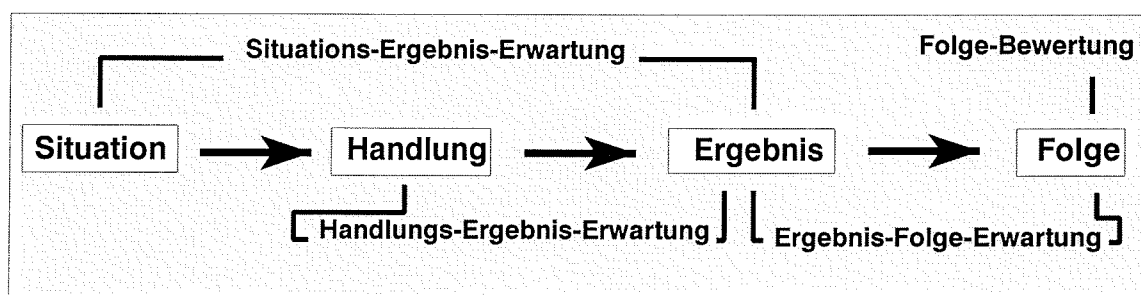 Situations-Ergebnis-Erwartung
Folge-Bewertung
Situation
Handlung
Ergebnis
Folge
Handlungs-Ergebnis-Erwartung
Ergebnis-Folge-Erwartung